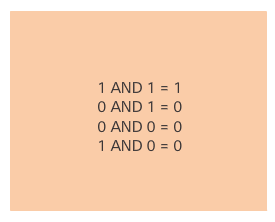 1 AND 1 = 1
0 AND 1 = 0
0 AND 0 = 0
1 AND 0 = 0